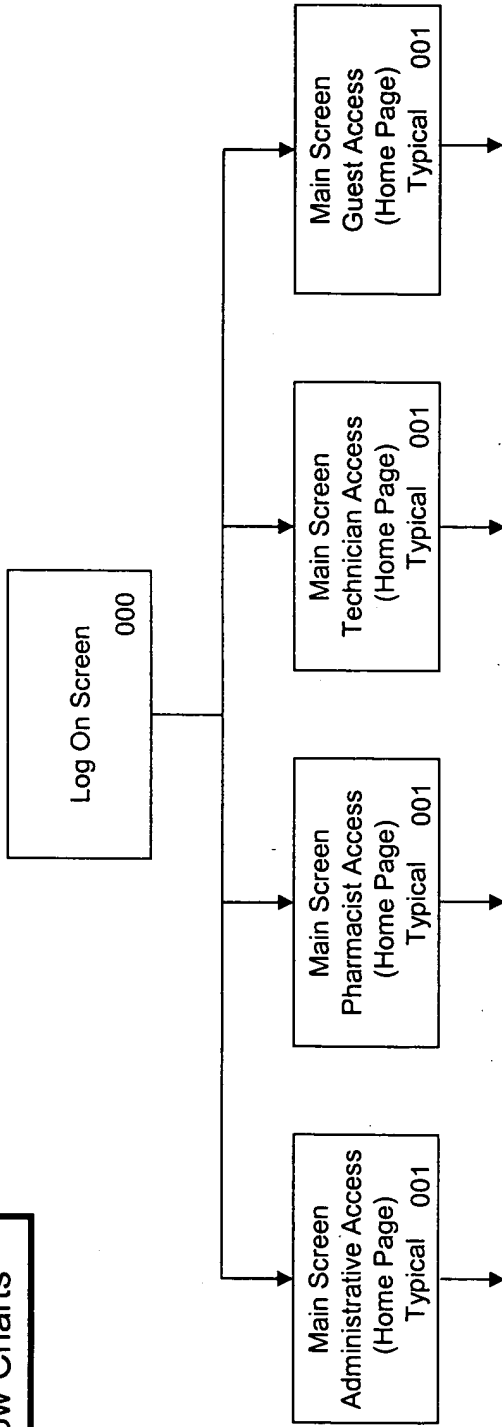 Charts
Log On Screen
000
Main Screen
Administrative Access
(Home Page)
Typical 001
Main Screen
Pharmacist Access
(Home Page)
Typical 001
Main Screen
Technician Access
(Home Page)
Typical 001
Main Screen
Guest Access
(Home Page)
Typical 001